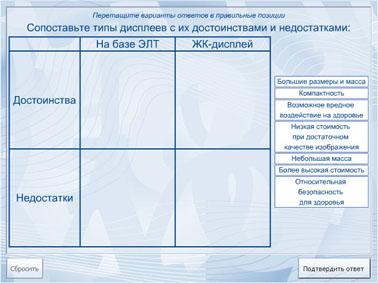 Перетащите варианты ответов в правильные позиции
Сопоставьте типы дисплеев с их достоинствами и недостатками:
На базе ЭЛТ
ЖК-дисплей
Достоинства
Недостатки
Большие размеры и масса
Компактность
Возможное вредное
воздействие на здоровье
Низкая стоимость
при достаточном
качестве изображения
Небольшая масса
Более высокая стоимость
Относительная
безопасность
для здоровья
Сбросить
Подтвердить ответ